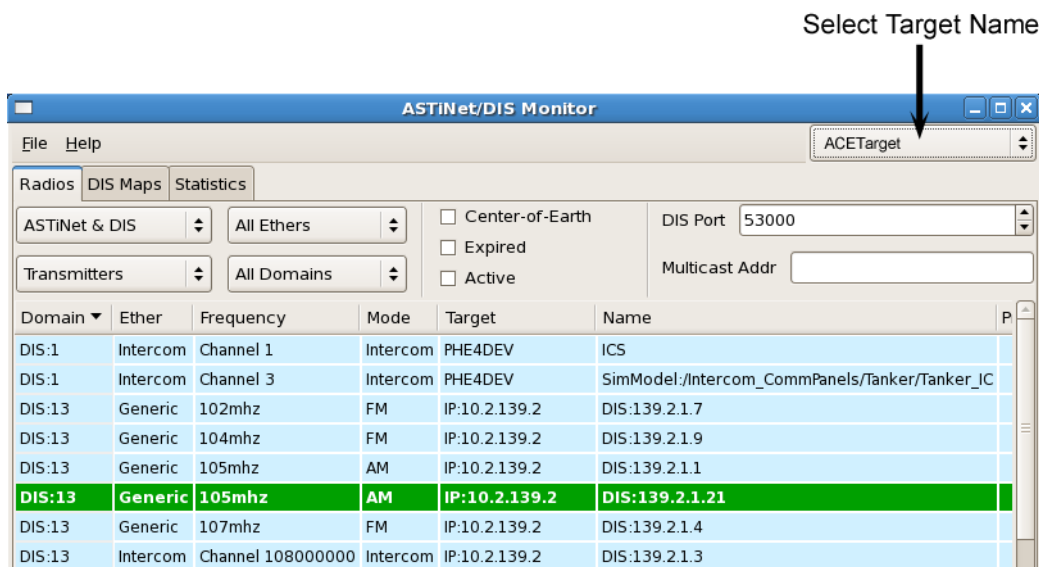 Select Target Name
ASTiNet/DIS Monitor
File Help
ACETarget
Radios DIS Maps Statistics
ASTiNet & DIS All Ethers Center-of-Earth DIS Port 53000
Expired
Transmitters All Domains Active Multicast Addr
Domain Ether Frequency Mode Target Name
DIS:1 Intercom Channel 1 Intercom PHE4DEV ICS
DIS:1 Intercom Channel 3 Intercom PHE4DEV SimModel:/Intercom_CommPanels/Tanker/Tanker_IC
DIS:13 Generic 102mhz FM IP:10.2.139.2 DIS:139.2.1.7
DIS:13 Generic 104mhz FM IP:10.2.139.2 DIS:139.2.1.9
DIS:13 Generic 105mhz AM IP:10.2.139.2 DIS:139.2.1.1
DIS:13 Generic 105mhz AM IP:10.2.139.2 DIS:139.2.1.21
DIS:13 Generic 107mhz FM IP:10.2.139.2 DIS:139.2.1.4
DIS:13 Intercom Channel 108000000 Intercom IP:10.2.139.2 DIS:139.2.1.3